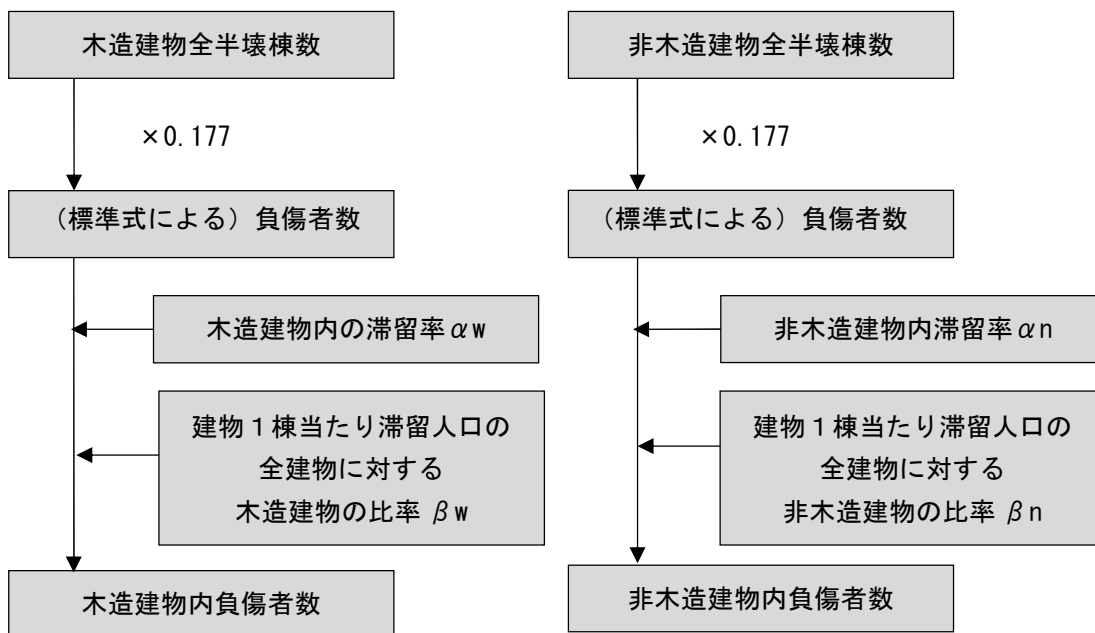 木造建物全半壊棟数
×0.177
（標準式による）負傷者数
木造建物内の滞留率αw
建物1棟当たり滞留人口の
全建物に対する
木造建物の比率 βw
木造建物内負傷者数
非木造建物全半壊棟数
×0.177
（標準式による）負傷者数
非木造建物内滞留率αn
建物1棟当たり滞留人口の
全建物に対する
非木造建物の比率 βn
非木造建物内負傷者数